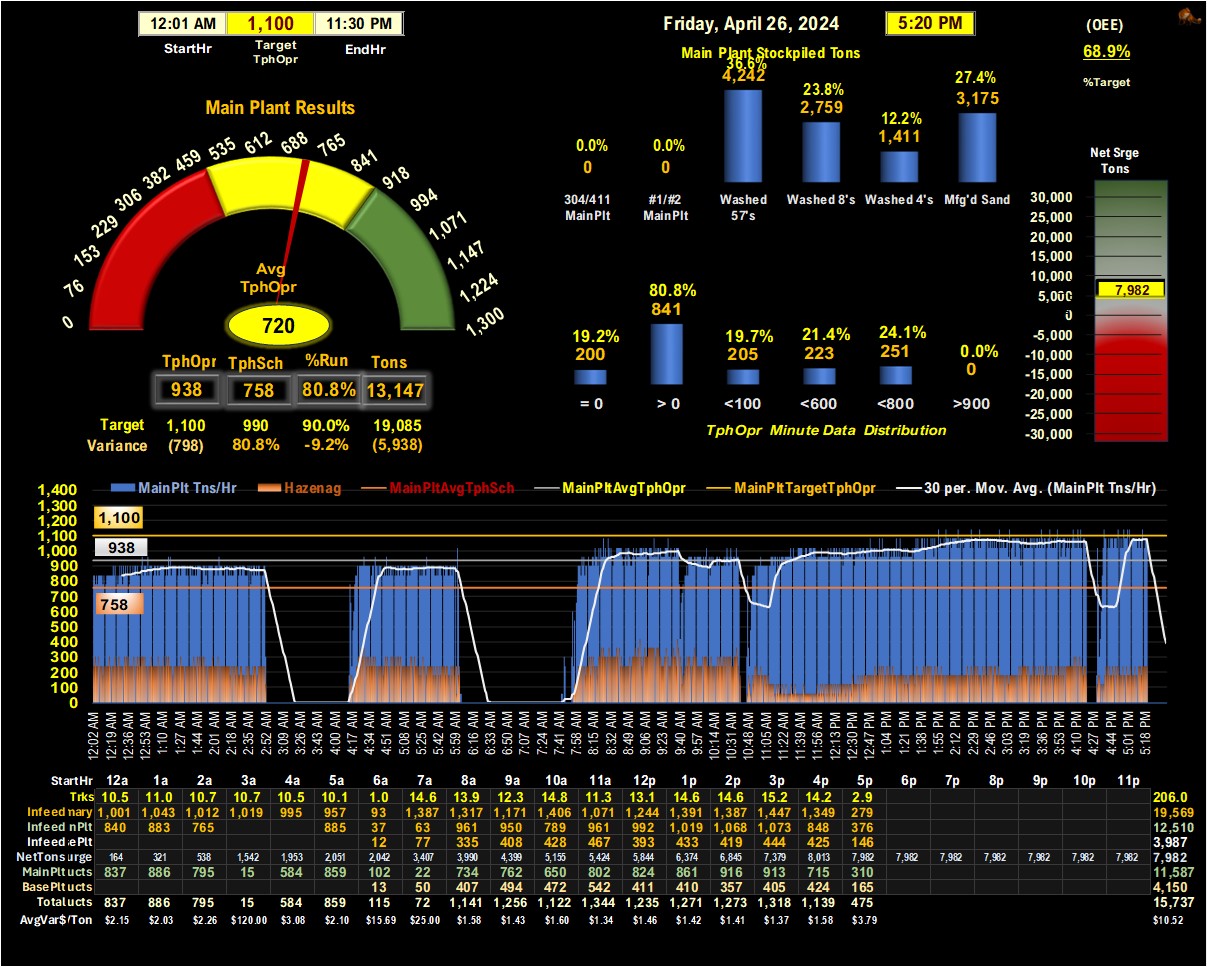 12:01 AM 1,100 11:30 PM
StartHr Target TphOpr EndHr
Friday, April 26, 2024 5:20 PM
(OEE)
68.9%
%Target
Main Plant Stockpiled Tons
36.6% 23.8% 12.2% 27.4%
4,242 2,759 1,411 3,175
0.0% 0.0%
0 0
304/411 MainPlt #1/#2 MainPlt Washed 57's Washed 8's Washed 4's Mfg'd Sand
Main Plant Results
0 76 153 229 306 382 459 535 612 688 765 841 918 994 1,071 1,147 1,224 1,300
Avg
TphOpr
720
TphOpr TphSch %Run Tons
938 758 80.8% 13,147
Target 1,100 990 90.0% 19,085
Variance (798) 80.8% -9.2% (5,938)
19.2% 80.8% 19.7% 21.4% 24.1% 0.0%
200 841 205 223 251 0
= 0 > 0 <100 <600 <800 >900
TphOpr Minute Data Distribution
Net Srge
Tons
30,000
25,000
20,000
15,000
10,000
7,982
5,000
0
-5,000
-10,000
-15,000
-20,000
-25,000
-30,000
MainPlt Tns/Hr Hazenag MainPltAvgTphSch MainPltAvgTphOpr MainPltTargetTphOpr 30 per. Mov. Avg. (MainPlt Tns/Hr)
1,400
1,300
1,200
1,100
1,000
900
800
700
600
500
400
300
200
100
0
1,100
938
758
12:02 AM 12:19 AM 12:36 AM 12:53 AM 1:10 AM 1:27 AM 1:44 AM 2:01 AM 2:18 AM 2:35 AM 2:52 AM 3:09 AM 3:26 AM 3:43 AM 4:00 AM 4:17 AM 4:34 AM 4:51 AM 5:08 AM 5:25 AM 5:42 AM 5:59 AM 6:16 AM 6:33 AM 6:50 AM 7:07 AM 7:24 AM 7:41 AM 7:58 AM 8:15 AM 8:32 AM 8:49 AM 9:06 AM 9:23 AM 9:40 AM 9:57 AM 10:14 AM 10:31 AM 10:48 AM 11:05 AM 11:22 AM 11:39 AM 11:56 AM 12:13 PM 12:30 PM 12:47 PM 1:04 PM 1:21 PM 1:38 PM 1:55 PM 2:12 PM 2:29 PM 2:46 PM 3:03 PM 3:19 PM 3:36 PM 3:53 PM 4:10 PM 4:27 PM 4:44 PM 5:01 PM 5:18 PM
StartHr 12a 1a 2a 3a 4a 5a 6a 7a 8a 9a 10a 11a 12p 1p 2p 3p 4p 5p 6p 7p 8p 9p 10p 11p
Trks 10.5 11.0 10.7 10.7 10.5 10.1 1.0 14.6 13.9 12.3 14.8 11.3 13.1 14.6 14.6 15.2 14.2 2.9 206.0
Infeed mary 1,001 1,043 1,012 1,019 995 957 93 1,387 1,317 1,171 1,406 1,071 1,244 1,391 1,387 1,447 1,349 279 19,569
Infeed nPlt 840 883 765 885 37 63 961 950 789 961 992 1,019 1,068 1,073 848 376 12,510
Infeed ePlt 12 77 335 408 428 467 393 433 419 444 425 146 3,987
NetTons urge 164 321 538 1,542 1,953 2,051 2,042 3,407 3,990 4,399 5,155 5,424 5,844 6,374 6,845 7,379 8,013 7,982 7,982 7,982 7,982 7,982 7,982 7,982 7,982
MainPlt ucts 837 886 795 15 584 859 102 22 734 762 650 802 824 861 916 913 715 310 11,587
BasePlt ucts 13 50 407 494 472 542 411 410 357 405 424 165 4,150
Total ucts 837 886 795 15 584 859 115 72 1,141 1,256 1,122 1,344 1,235 1,271 1,273 1,318 1,139 475 15,737
AvgVar$/Ton $2.15 $2.03 $2.26 $120.00 $3.08 $2.10 $15.69 $25.00 $1.58 $1.43 $1.60 $1.34 $1.46 $1.42 $1.41 $1.37 $1.58 $3.79 $10.52